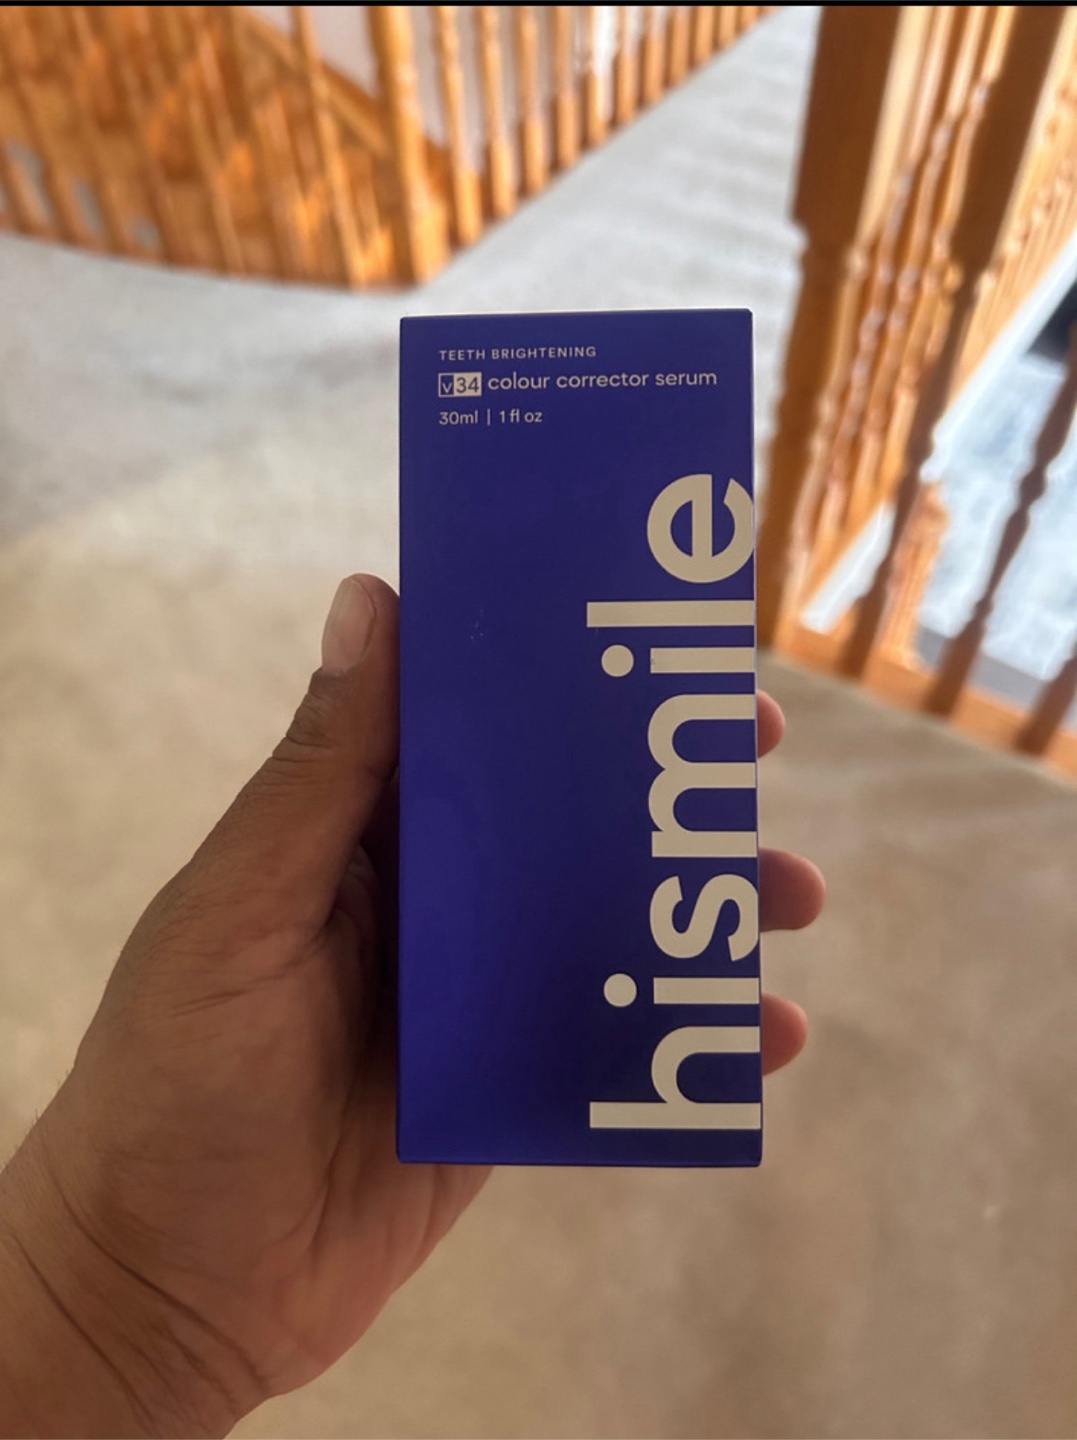 TEETH BRIGHTENING
v34 colour corrector serum
30ml | 1 fl oz
hismile